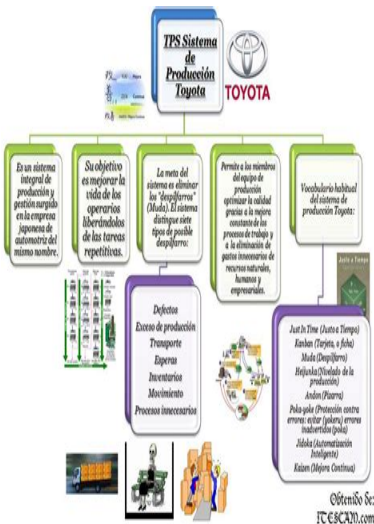 TPS Sistema
de
Producción
Toyota
TOYOTA
Es un sistema
integral de
producción y
gestión surgido
en la empresa
japonesa de
automotriz del
mismo nombre.
Su objetivo
es mejorar la
vida de los
operarios
liberándolos
de las tareas
repetitivas.
La meta del
sistema es eliminar
los "despilfarros"
(Muda). El sistema
distingue siete
tipos de posible
despilfarro:
Permite a los miembros
del equipo de
producción
optimizar la calidad
gracias a la mejora
constante de los
procesos de trabajo y
a la eliminación de
gastos innecesarios de
recursos naturales,
humanos y
empresariales.
Vocabulario habitual
del sistema de
producción Toyota:
Justo a Tiempo
Defectos
Exceso de producción
Transporte
Esperas
Inventarios
Movimiento
Procesos innecesarios
Just In Time (Justo a Tiempo)
Kanban (Tarjeta, o ficha)
Muda (Despilfarro)
Heijunka (Nivelado de la
producción)
Andon (Pizarra)
Poka-yoke (Protección contra
errores: evitar (yokeru) errores
inadvertidos (poka)
Jidoka (Automatización
Inteligente)
Kaizen (Mejora Continua)
Obtenido de:
ITESCAM.com